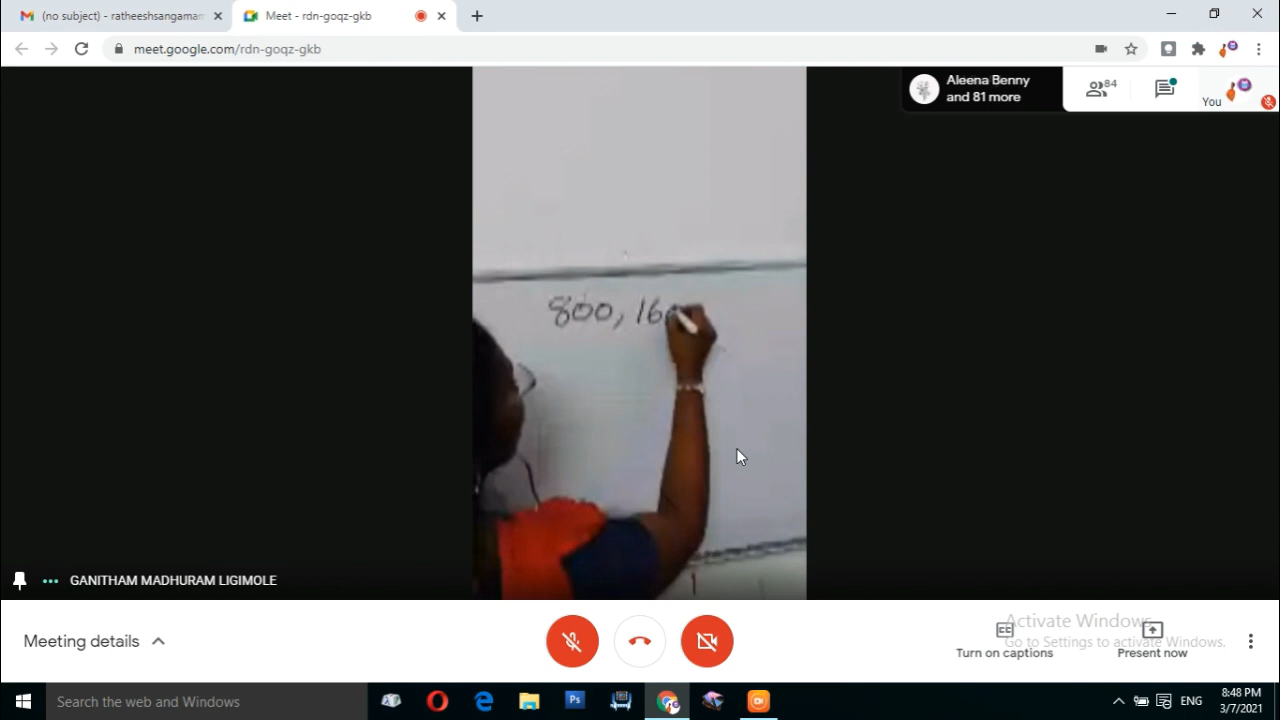 (no subject) - ratheeshsangamam
Meet - rdn-goqz-gkb
meet.google.com/rdn-goqz-gkb
Aleena Benny
and 81 more
84
You
800, 16
GANITHAM MADHURAM LIGIMOLE
Meeting details
Turn on captions
Present now
Activate Windows
Go to Settings to activate Windows.
Search the web and Windows
ENG
8:48 PM
3/7/2021